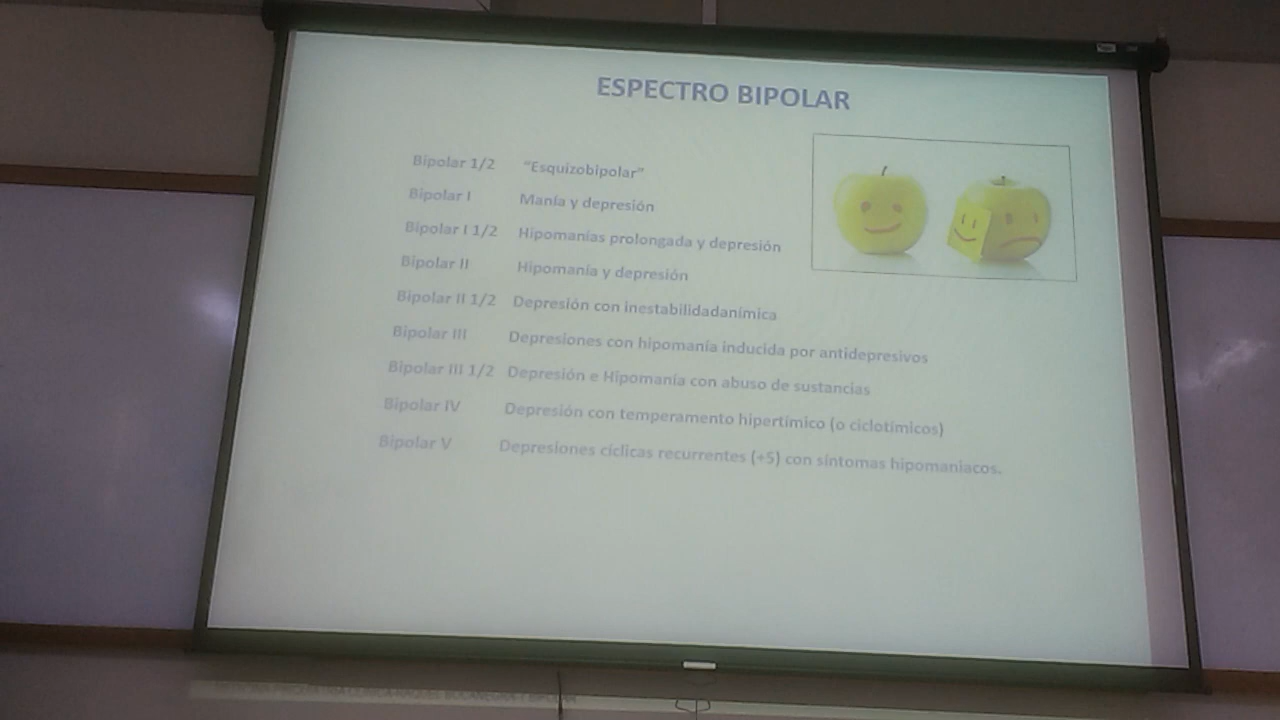 ESPECTRO BIPOLAR
Bipolar 1/2 "Esquizobipolar"
Bipolar I Manía y depresión
Bipolar I 1/2 Hipomanías prolongada y depresión
Bipolar II Hipomanía y depresión
Bipolar II 1/2 Depresión con inestabilidadanímica
Bipolar III Depresiones con hipomanía inducida por antidepresivos
Bipolar III 1/2 Depresión e Hipomanía con abuso de sustancias
Bipolar IV Depresión con temperamento hipertímico (o ciclotímicos)
Bipolar V Depresiones cíclicas recurrentes (+5) con síntomas hipomaniacos.